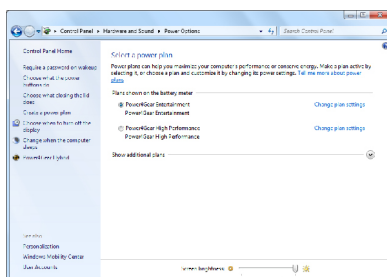 Control Panel ▸ Hardware and Sound ▸ Power Options
Search Control Panel
Control Panel Home
Require a password on wakeup
Choose what the power
buttons do
Choose what closing the lid
does
Create a power plan
Choose when to turn off the
display
Change when the computer
sleeps
Power4Gear Hybrid
Select a power plan
Power plans can help you maximize your computer's performance or conserve energy. Make a plan active by
selecting it, or choose a plan and customize it by changing its power settings. Tell me more about power
plans
Plans shown on the battery meter
Power4Gear Entertainment
Change plan settings
Power4Gear Entertainment
Power4Gear High Performance
Change plan settings
Power4Gear High Performance
Show additional plans
See also
Personalization
Windows Mobility Center
User Accounts
Screen brightness: